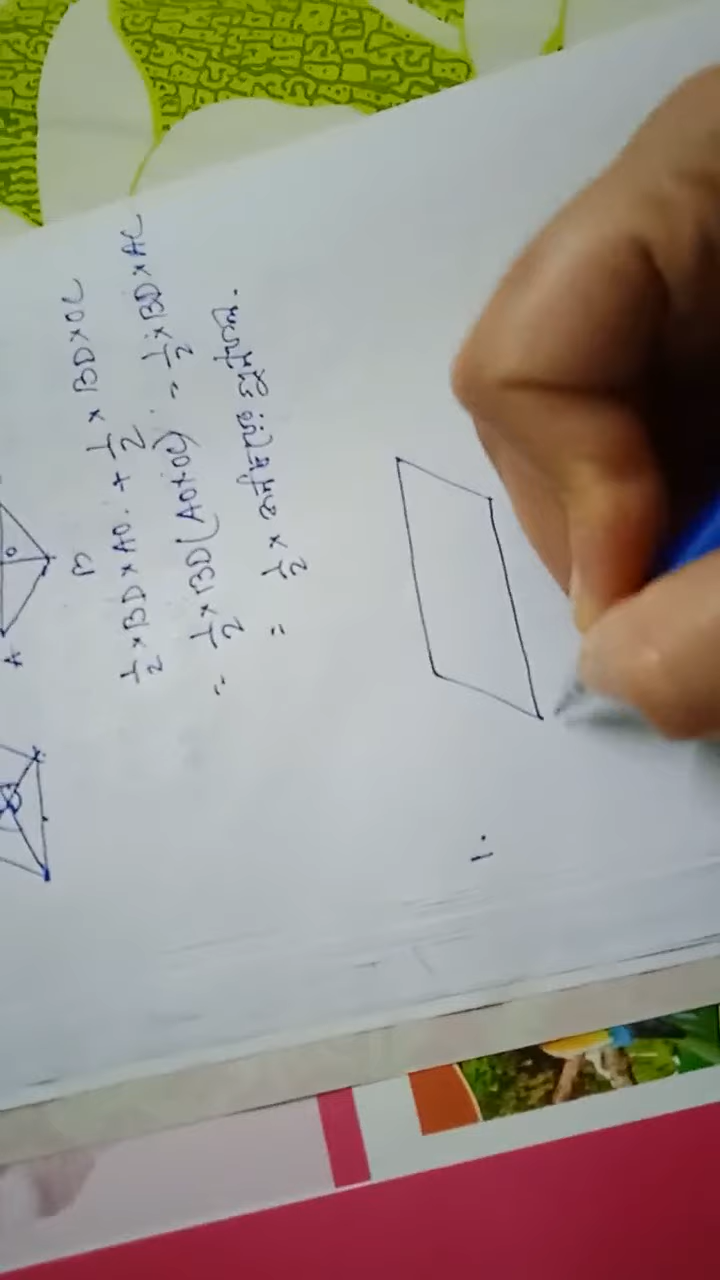 A
O
B
½ × BD × AO. + ½ × BD × OC
= ½ × BD (AO + OC) = ½ × BD × AC
= ½ ×
1.